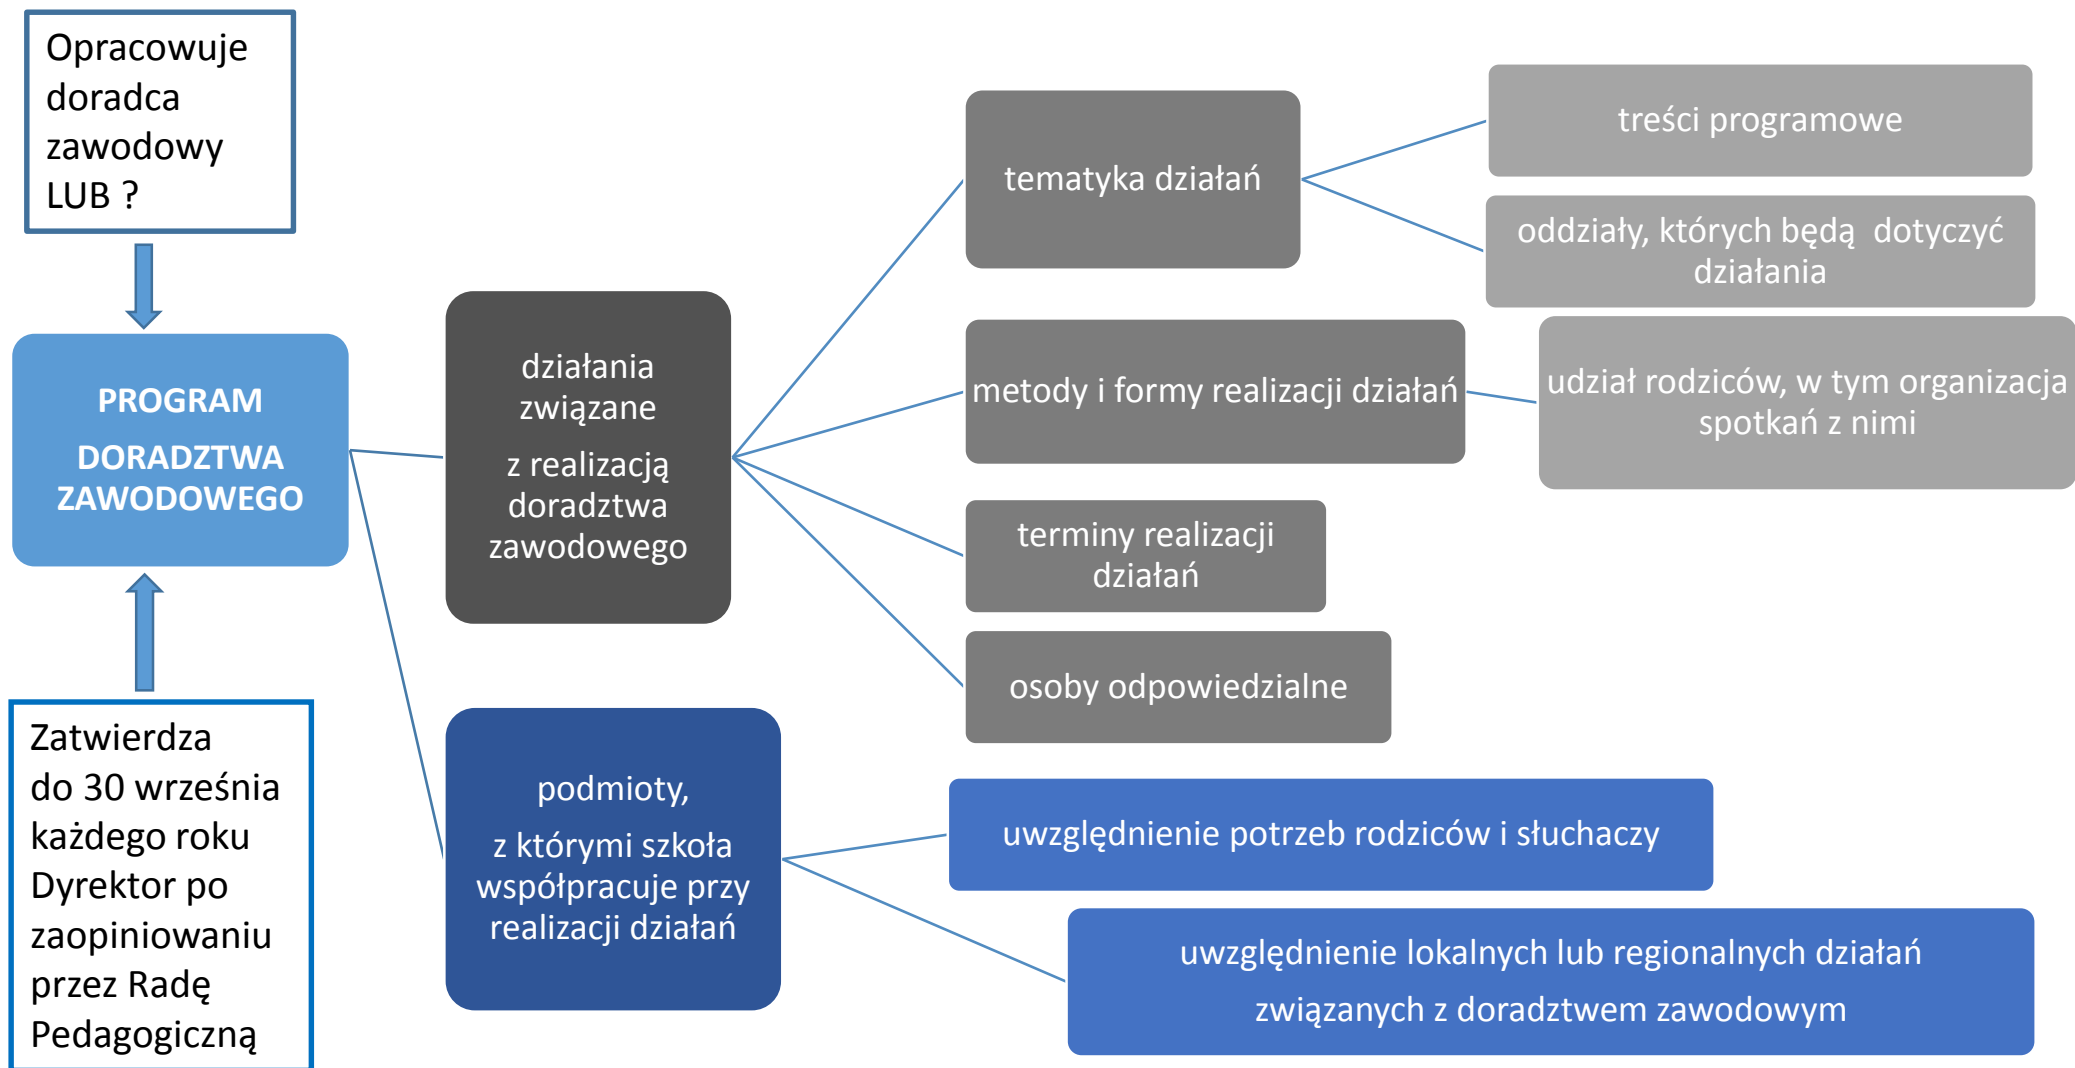 Opracowuje
doradca
zawodowy
LUB ?
PROGRAM
DORADZTWA
ZAWODOWEGO
Zatwierdza
do 30 września
każdego roku
Dyrektor po
zaopiniowaniu
przez Radę
Pedagogiczną
działania
związane
z realizacją
doradztwa
zawodowego
podmioty,
z którymi szkoła
współpracuje przy
realizacji działań
tematyka działań
metody i formy realizacji działań
terminy realizacji
działań
osoby odpowiedzialne
treści programowe
oddziały, których będą  dotyczyć
działania
udział rodziców, w tym organizacja
spotkań z nimi
uwzględnienie potrzeb rodziców i słuchaczy
uwzględnienie lokalnych lub regionalnych działań
związanych z doradztwem zawodowym